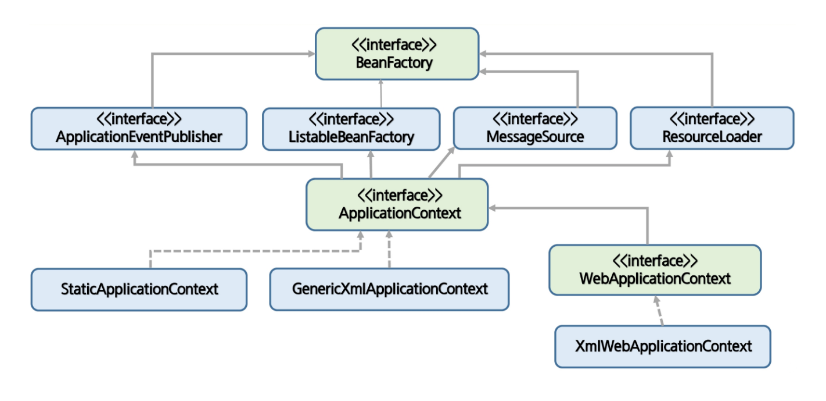 <<interface>>
BeanFactory
<<interface>>
ApplicationEventPublisher
<<interface>>
ListableBeanFactory
<<interface>>
MessageSource
<<interface>>
ResourceLoader
<<interface>>
ApplicationContext
<<interface>>
WebApplicationContext
StaticApplicationContext
GenericXmlApplicationContext
XmlWebApplicationContext